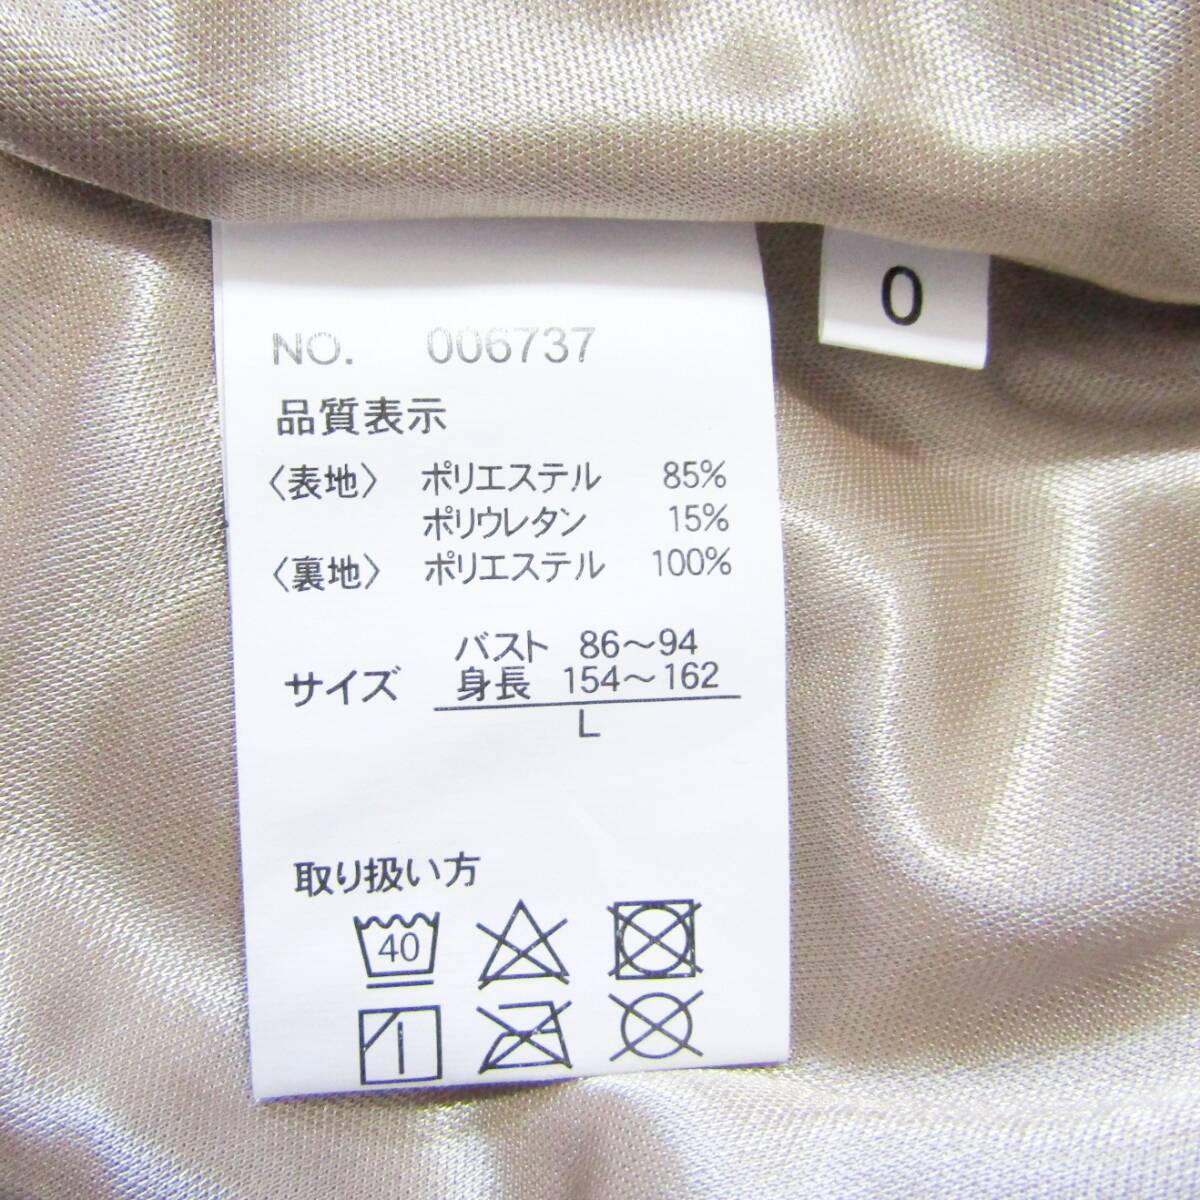 NO. 006737
品質表示
〈表地〉 ポリエステル 85%
ポリウレタン 15%
〈裏地〉 ポリエステル 100%
バスト 86～94
サイズ 身長 154～162
L
取り扱い方
40
0